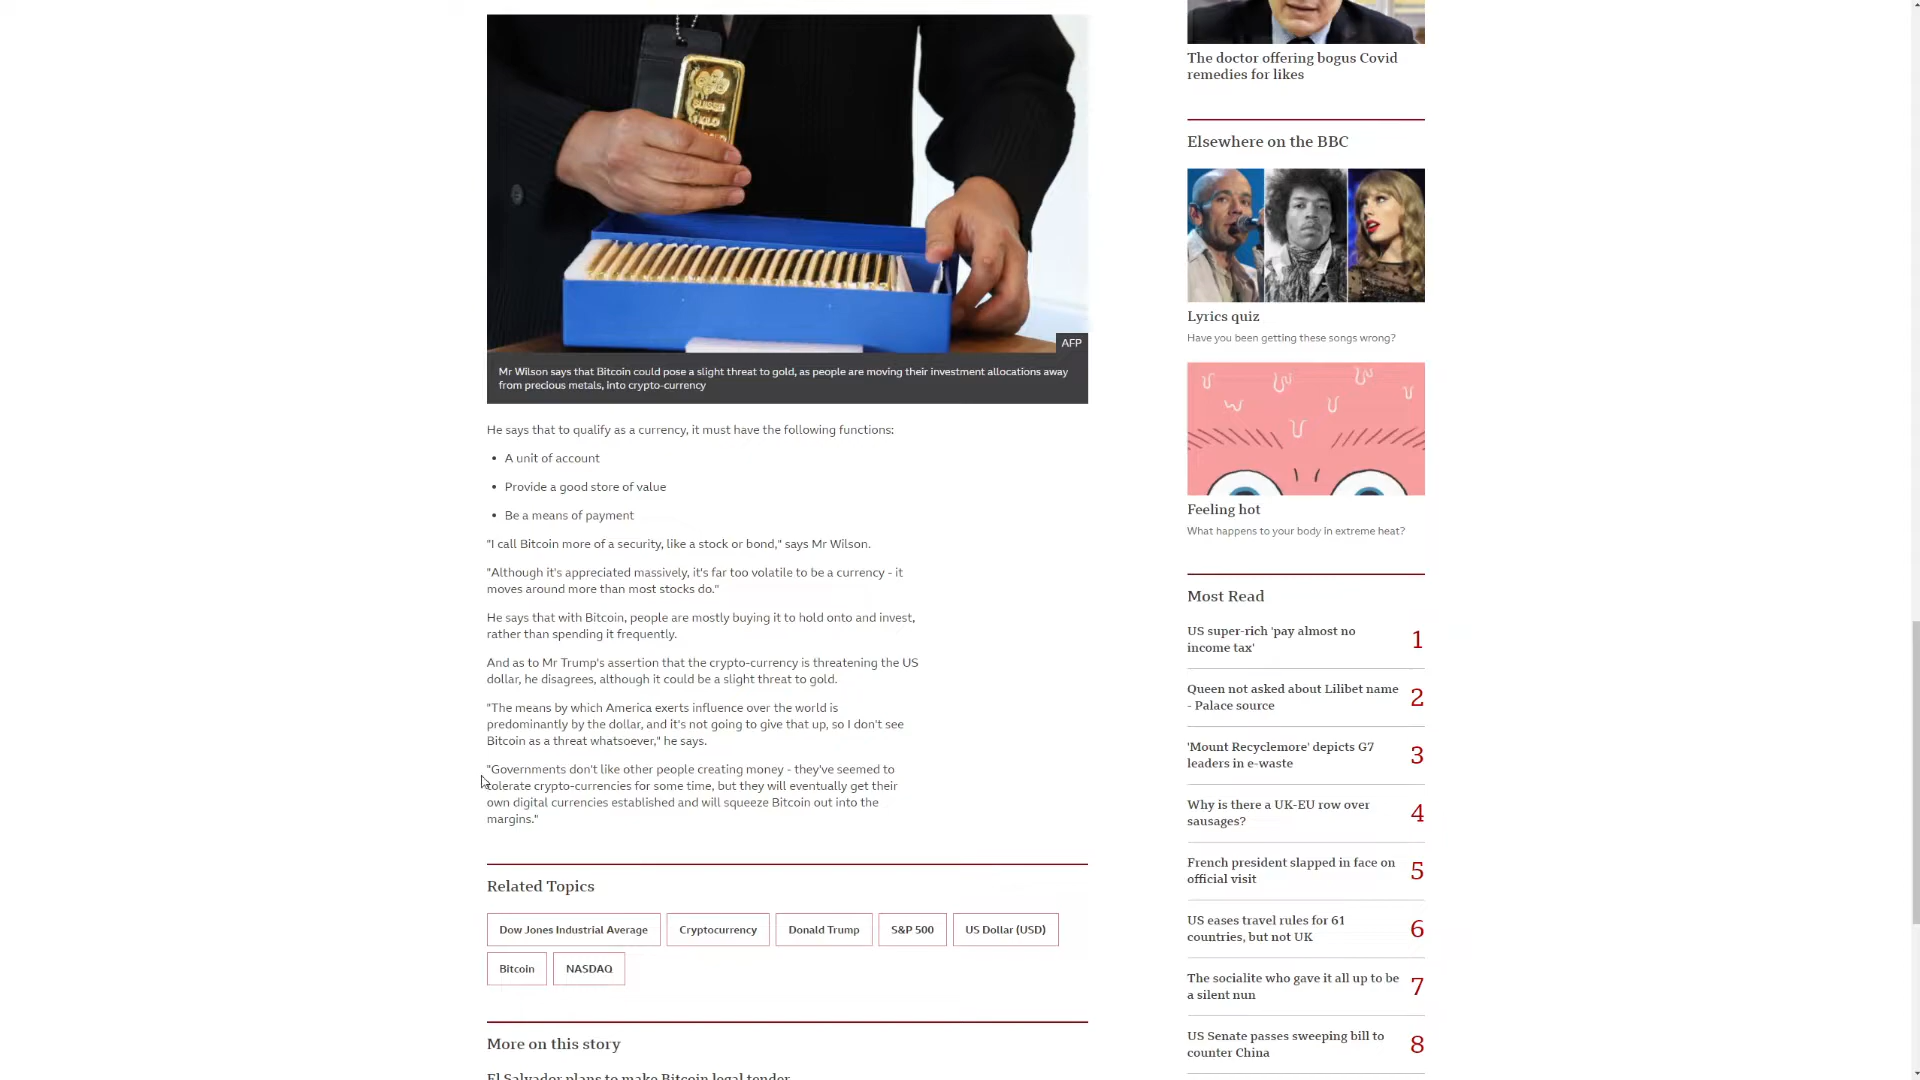 SUISSE
GOLD
AFP
Mr Wilson says that Bitcoin could pose a slight threat to gold, as people are moving their investment allocations away
from precious metals, into crypto-currency
He says that to qualify as a currency, it must have the following functions:
• A unit of account
• Provide a good store of value
• Be a means of payment
"I call Bitcoin more of a security, like a stock or bond," says Mr Wilson.
"Although it's appreciated massively, it's far too volatile to be a currency - it
moves around more than most stocks do."
He says that with Bitcoin, people are mostly buying it to hold onto and invest,
rather than spending it frequently.
And as to Mr Trump's assertion that the crypto-currency is threatening the US
dollar, he disagrees, although it could be a slight threat to gold.
"The means by which America exerts influence over the world is
predominantly by the dollar, and it's not going to give that up, so I don't see
Bitcoin as a threat whatsoever," he says.
"Governments don't like other people creating money - they've seemed to
tolerate crypto-currencies for some time, but they will eventually get their
own digital currencies established and will squeeze Bitcoin out into the
margins."
Related Topics
Dow Jones Industrial Average
Cryptocurrency
Donald Trump
S&P 500
US Dollar (USD)
Bitcoin
NASDAQ
More on this story
El Salvador plans to make Bitcoin legal tender
The doctor offering bogus Covid
remedies for likes
Elsewhere on the BBC
Lyrics quiz
Have you been getting these songs wrong?
Feeling hot
What happens to your body in extreme heat?
Most Read
US super-rich 'pay almost no
income tax'
1
Queen not asked about Lilibet name
- Palace source
2
'Mount Recyclemore' depicts G7
leaders in e-waste
3
Why is there a UK-EU row over
sausages?
4
French president slapped in face on
official visit
5
US eases travel rules for 61
countries, but not UK
6
The socialite who gave it all up to be
a silent nun
7
US Senate passes sweeping bill to
counter China
8